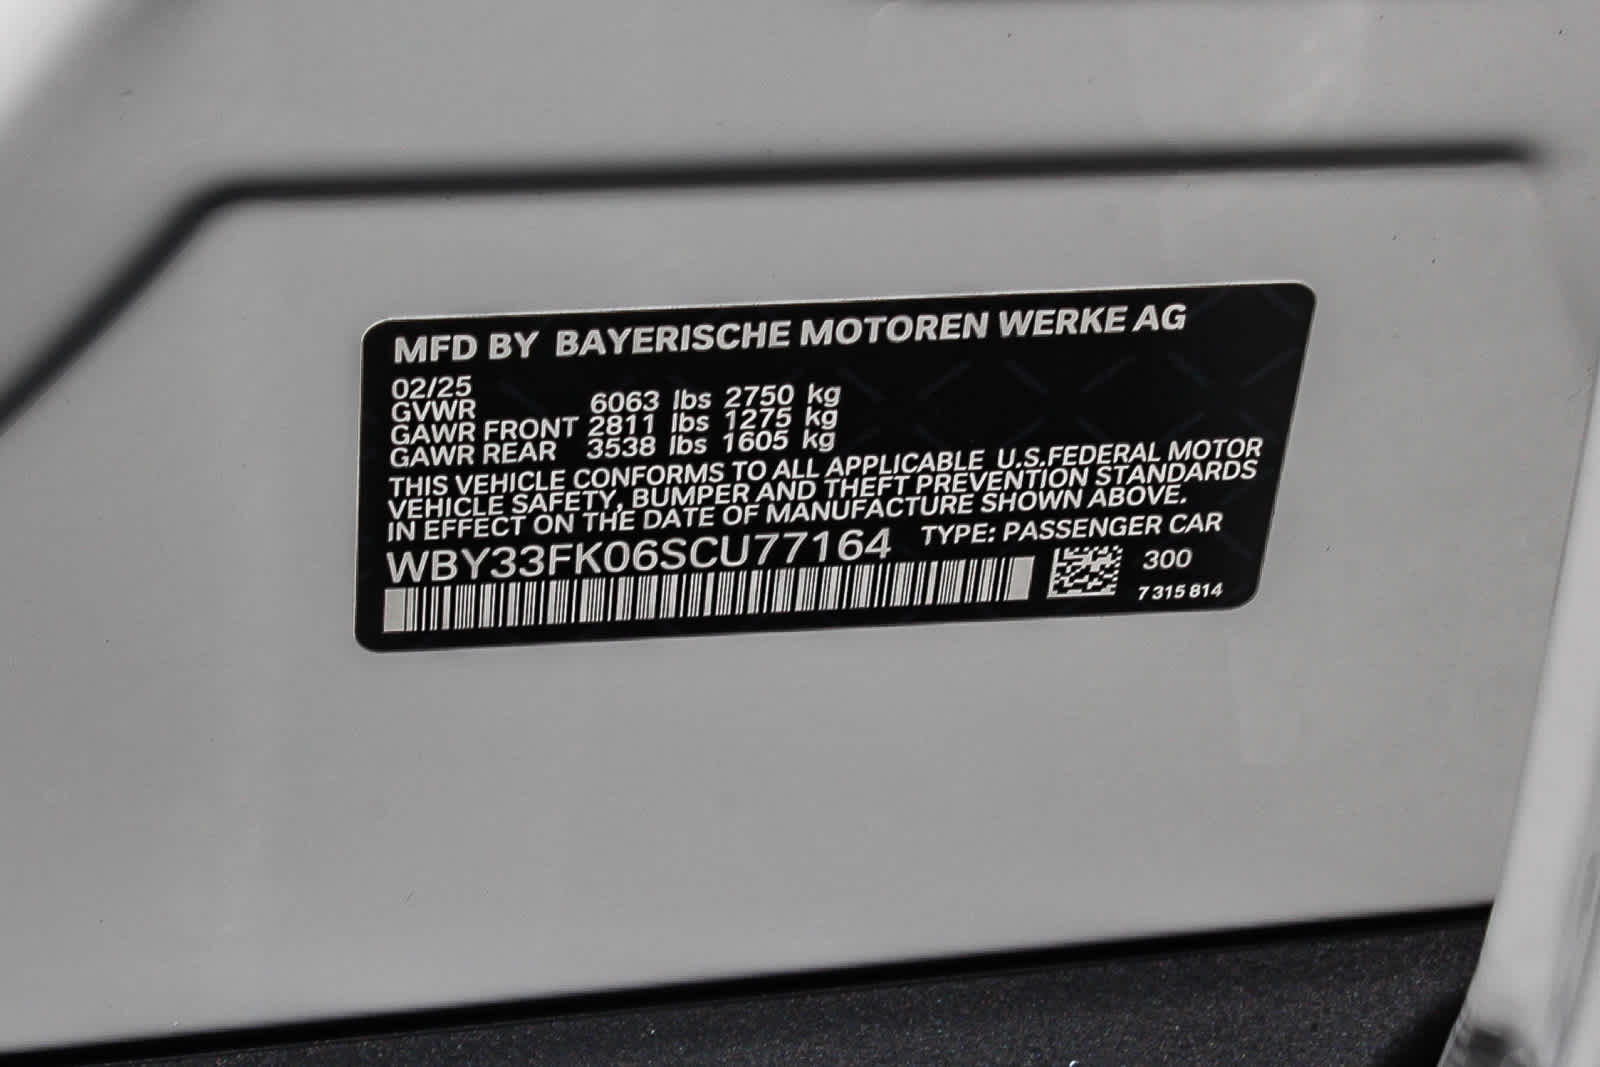 MFD BY BAYERISCHE MOTOREN WERKE AG
02/25
GVWR 6063 lbs 2750 kg
GAWR FRONT 2811 lbs 1275 kg
GAWR REAR 3538 lbs 1605 kg
THIS VEHICLE CONFORMS TO ALL APPLICABLE U.S.FEDERAL MOTOR
VEHICLE SAFETY, BUMPER AND THEFT PREVENTION STANDARDS
IN EFFECT ON THE DATE OF MANUFACTURE SHOWN ABOVE.
WBY33FK06SCU77164 TYPE: PASSENGER CAR
300
7 315 814